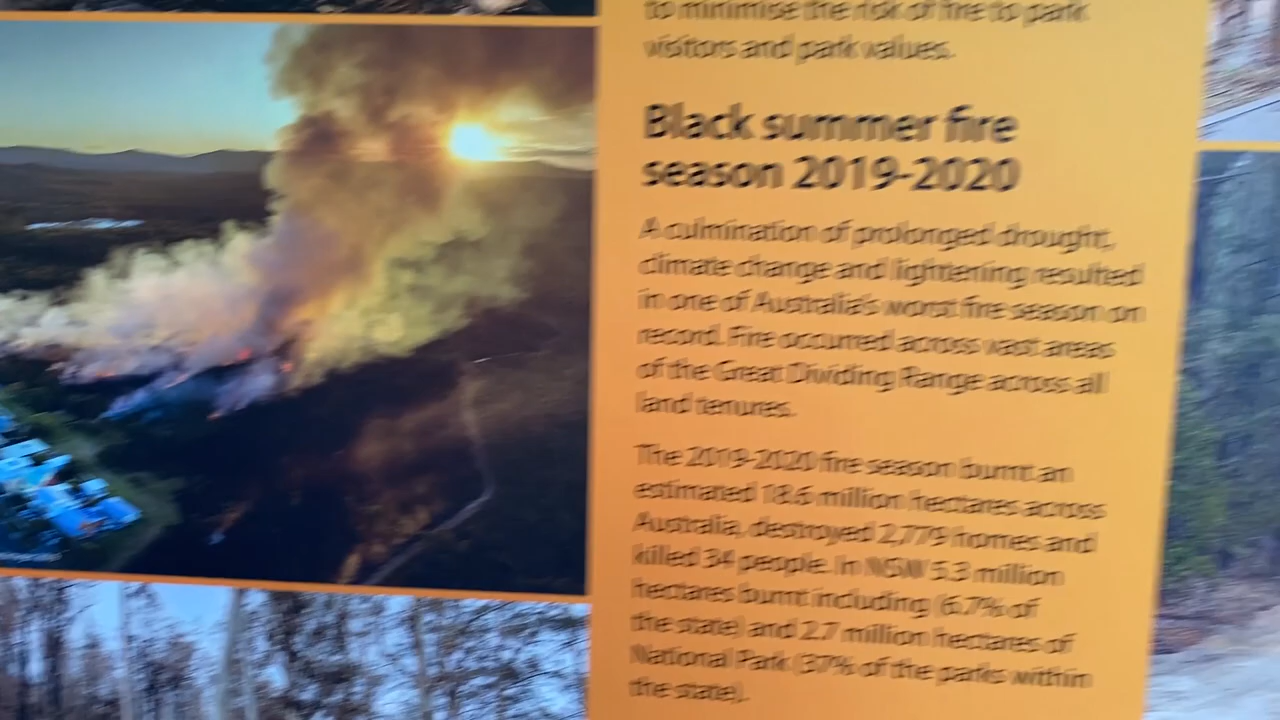 to minimise the risk of fire to park
visitors and park values.
Black summer fire
season 2019-2020
A culmination of prolonged drought,
climate change and lightening resulted
in one of Australia's worst fire season on
record. Fire occurred across vast areas
of the Great Dividing Range across all
land tenures.
The 2019-2020 fire season burnt an
estimated 18.6 million hectares across
Australia, destroyed 2,779 homes and
killed 34 people. In NSW 5.3 million
hectares burnt including (6.7% of
the state) and 2.7 million hectares of
National Park (37% of the parks within
the state).